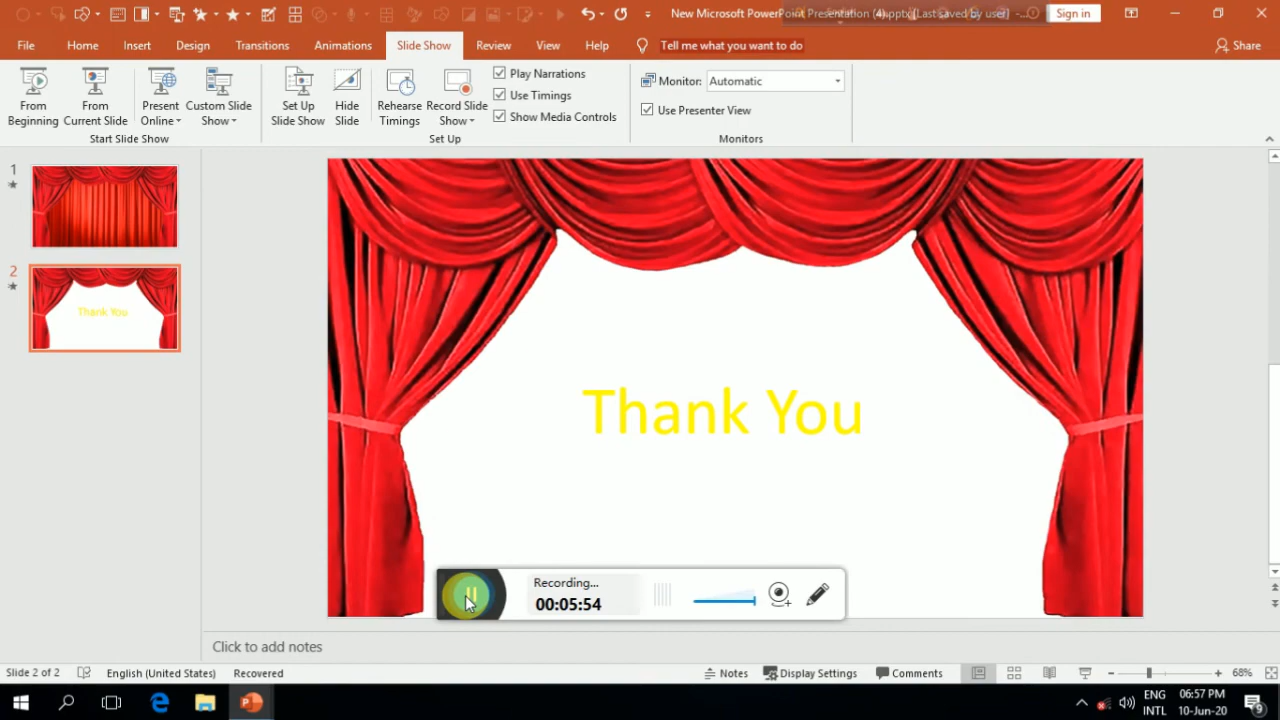 New Microsoft PowerPoint Presentation (4).pptx [Last saved by user] - ...
Sign in
File Home Insert Design Transitions Animations Slide Show Review View Help Tell me what you want to do Share
From Beginning
From Current Slide
Present Online
Custom Slide Show
Start Slide Show
Set Up Slide Show
Hide Slide
Rehearse Timings
Record Slide Show
Play Narrations
Use Timings
Show Media Controls
Set Up
Monitor: Automatic
Use Presenter View
Monitors
1
2
Thank You
Thank You
Recording...
00:05:54
Click to add notes
Slide 2 of 2 English (United States) Recovered Notes Display Settings Comments 68%
ENG 06:57 PM
INTL 10-Jun-20 9